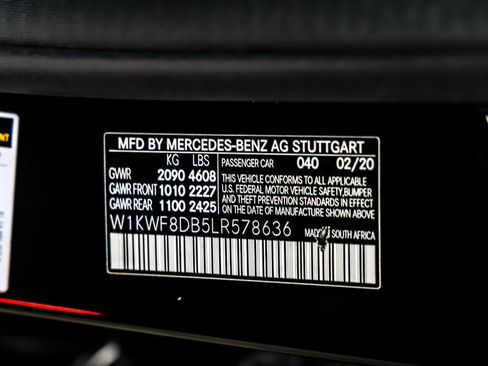 MFD BY MERCEDES-BENZ AG STUTTGART
KG LBS
PASSENGER CAR 040 02/20
GVWR 2090 4608
GAWR FRONT 1010 2227
GAWR REAR 1100 2425
THIS VEHICLE CONFORMS TO ALL APPLICABLE
U.S. FEDERAL MOTOR VEHICLE SAFETY, BUMPER
AND THEFT PREVENTION STANDARDS IN EFFECT
ON THE DATE OF MANUFACTURE SHOWN ABOVE
W1KWF8DB5LR578636
SOUTH AFRICA